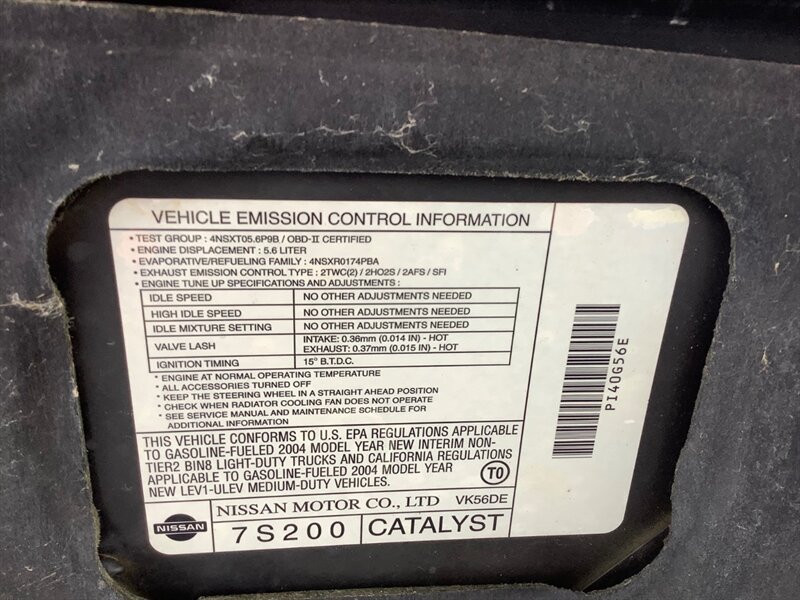 VEHICLE EMISSION CONTROL INFORMATION
• TEST GROUP : 4NSXT05.6P9B / OBD-II CERTIFIED
• ENGINE DISPLACEMENT : 5.6 LITER
• EVAPORATIVE/REFUELING FAMILY : 4NSXR0174PBA
• EXHAUST EMISSION CONTROL TYPE : 2TWC(2) / 2HO2S / 2AFS / SFI
• ENGINE TUNE UP SPECIFICATIONS AND ADJUSTMENTS :
IDLE SPEED NO OTHER ADJUSTMENTS NEEDED
HIGH IDLE SPEED NO OTHER ADJUSTMENTS NEEDED
IDLE MIXTURE SETTING NO OTHER ADJUSTMENTS NEEDED
VALVE LASH INTAKE: 0.36mm (0.014 IN) - HOT
EXHAUST: 0.37mm (0.015 IN) - HOT
IGNITION TIMING 15° B.T.D.C.
* ENGINE AT NORMAL OPERATING TEMPERATURE
* ALL ACCESSORIES TURNED OFF
* KEEP THE STEERING WHEEL IN A STRAIGHT AHEAD POSITION
* CHECK WHEN RADIATOR COOLING FAN DOES NOT OPERATE
* SEE SERVICE MANUAL AND MAINTENANCE SCHEDULE FOR
ADDITIONAL INFORMATION
THIS VEHICLE CONFORMS TO U.S. EPA REGULATIONS APPLICABLE
TO GASOLINE-FUELED 2004 MODEL YEAR NEW INTERIM NON-
TIER2 BIN8 LIGHT-DUTY TRUCKS AND CALIFORNIA REGULATIONS
APPLICABLE TO GASOLINE-FUELED 2004 MODEL YEAR
NEW LEV1-ULEV MEDIUM-DUTY VEHICLES.
T0
NISSAN MOTOR CO., LTD VK56DE
NISSAN
7S200 CATALYST
PI40G56E